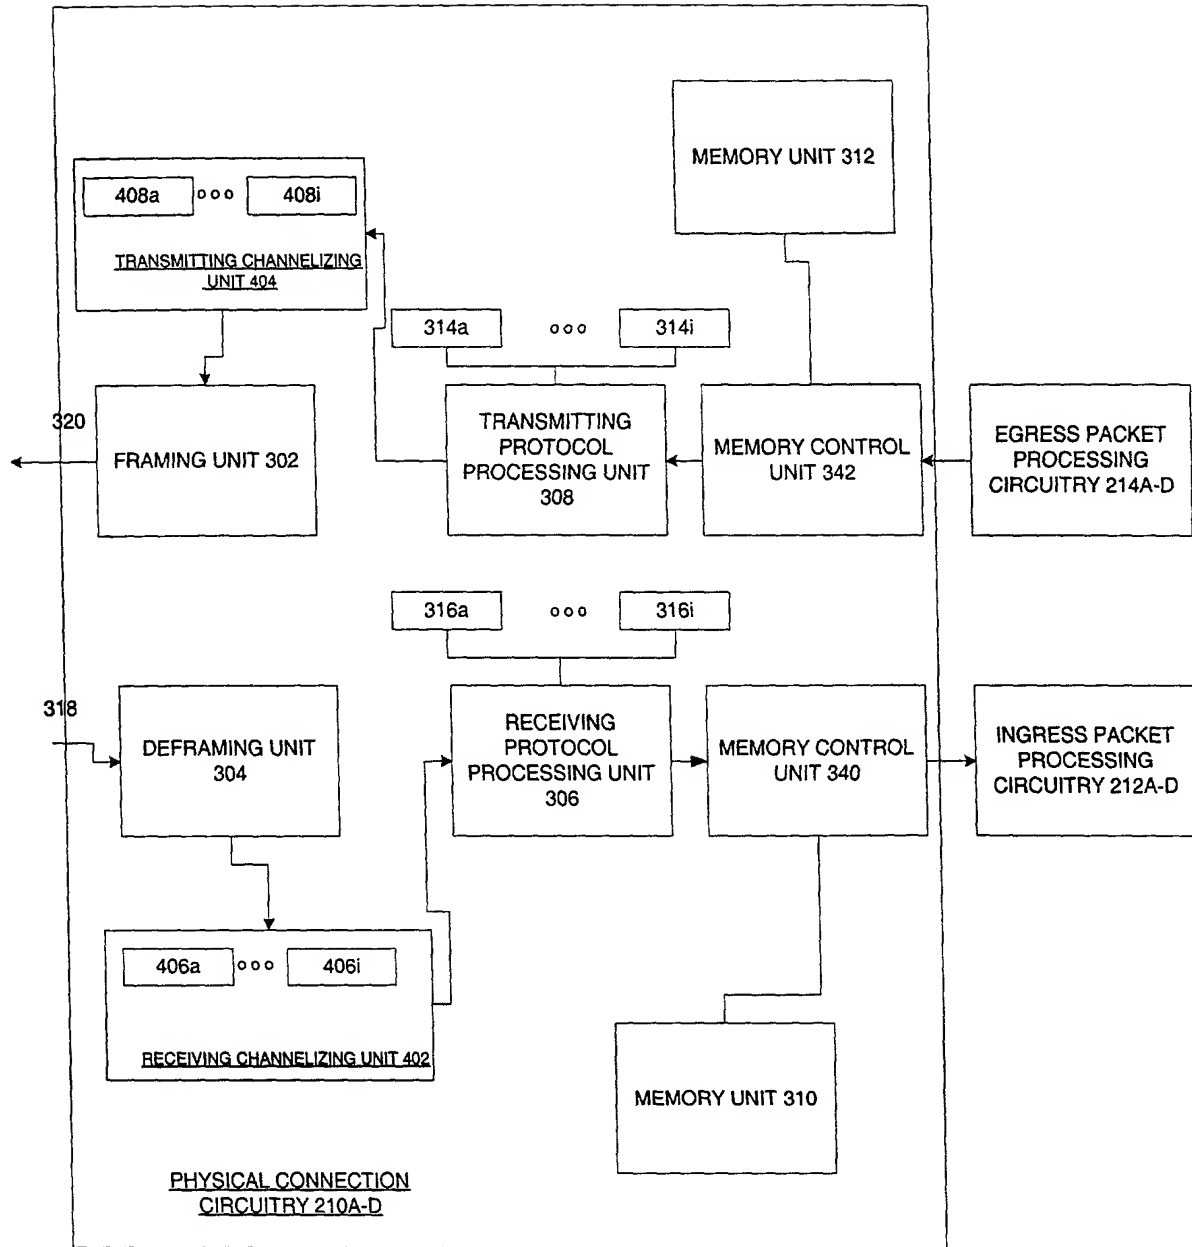 MEMORY UNIT 312
408a
408i
TRANSMITTING CHANNELIZING
UNIT 404
314a
314i
320
FRAMING UNIT 302
TRANSMITTING
PROTOCOL
PROCESSING UNIT
308
MEMORY CONTROL
UNIT 342
EGRESS PACKET
PROCESSING
CIRCUITRY 214A-D
316a
316i
318
DEFRAMING UNIT
304
RECEIVING
PROTOCOL
PROCESSING UNIT
306
MEMORY CONTROL
UNIT 340
INGRESS PACKET
PROCESSING
CIRCUITRY 212A-D
406a
406i
RECEIVING CHANNELIZING UNIT 402
MEMORY UNIT 310
PHYSICAL CONNECTION
CIRCUITRY 210A-D